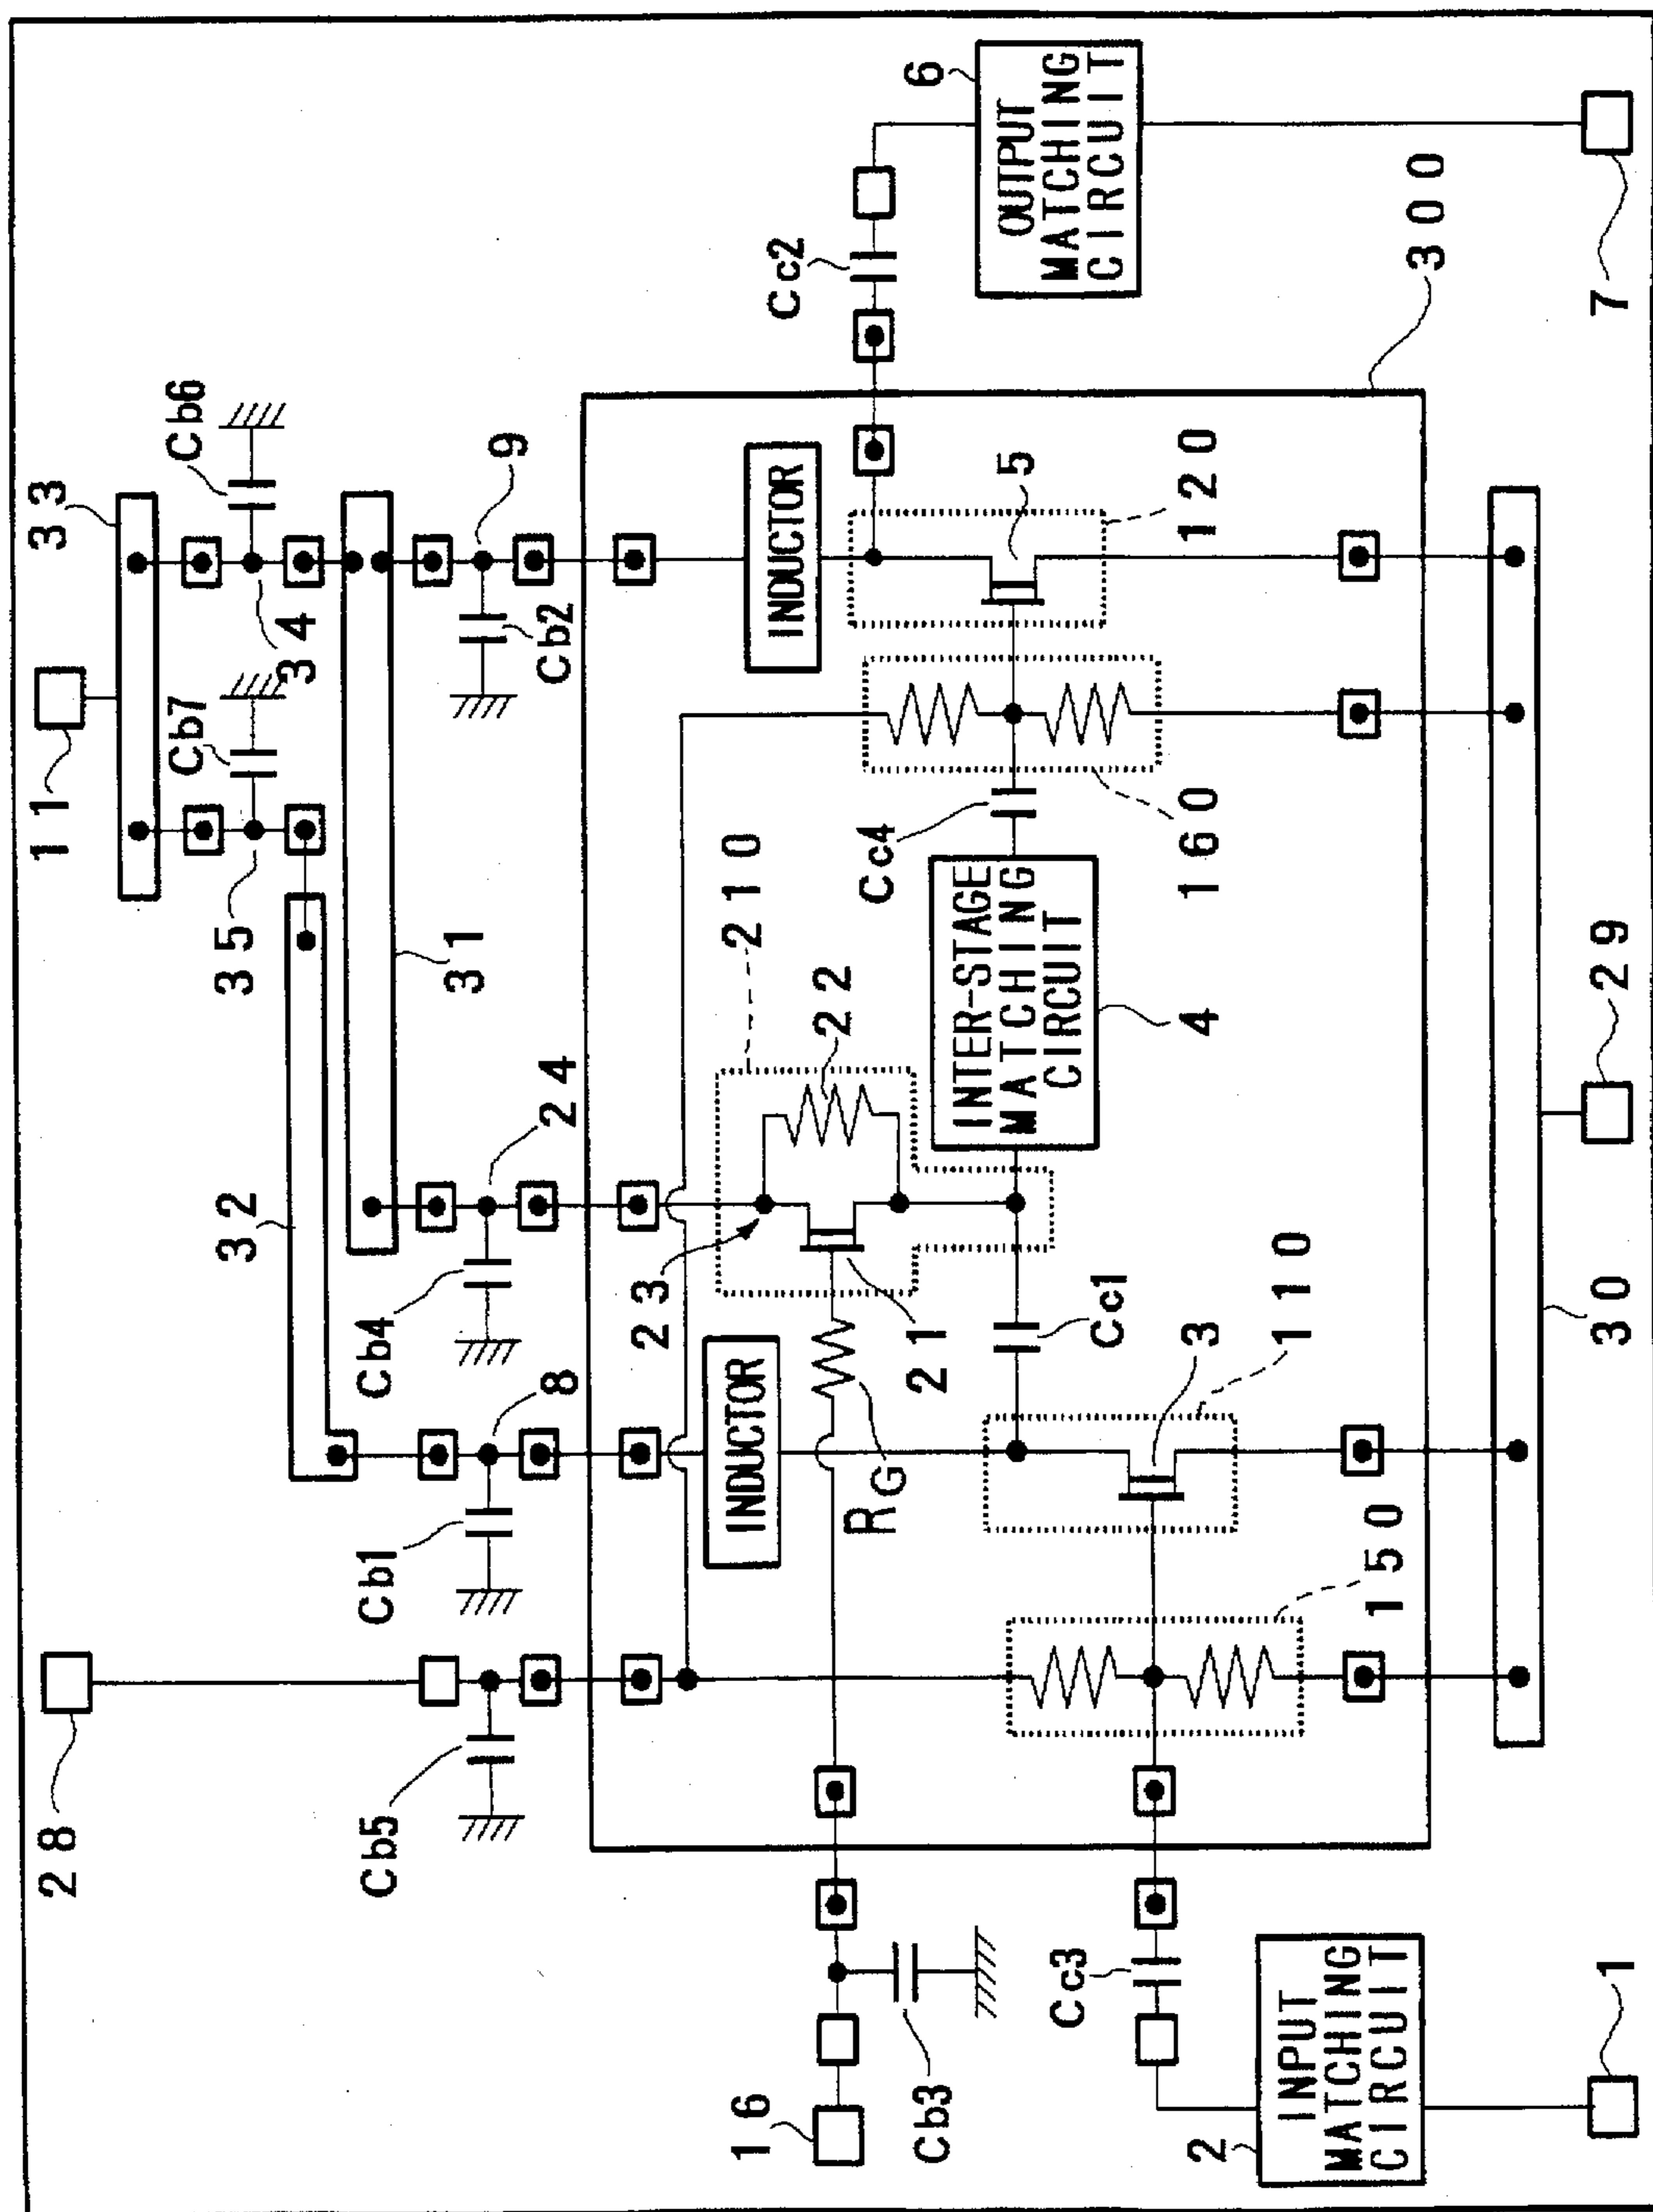 28
11
33
Cb7
Cb6
35
34
32
31
Cb5
Cb1
8
Cb4
24
Cb2
9
16
Cb3
23
210
22
INDUCTOR
INDUCTOR
RG
21
Cc4
Cc2
6
OUTPUT
MATCHING
CIRCUIT
INTER-STAGE
MATCHING
CIRCUIT
4
5
120
160
Cc1
3
110
150
Cc3
2
INPUT
MATCHING
CIRCUIT
300
1
30
29
7